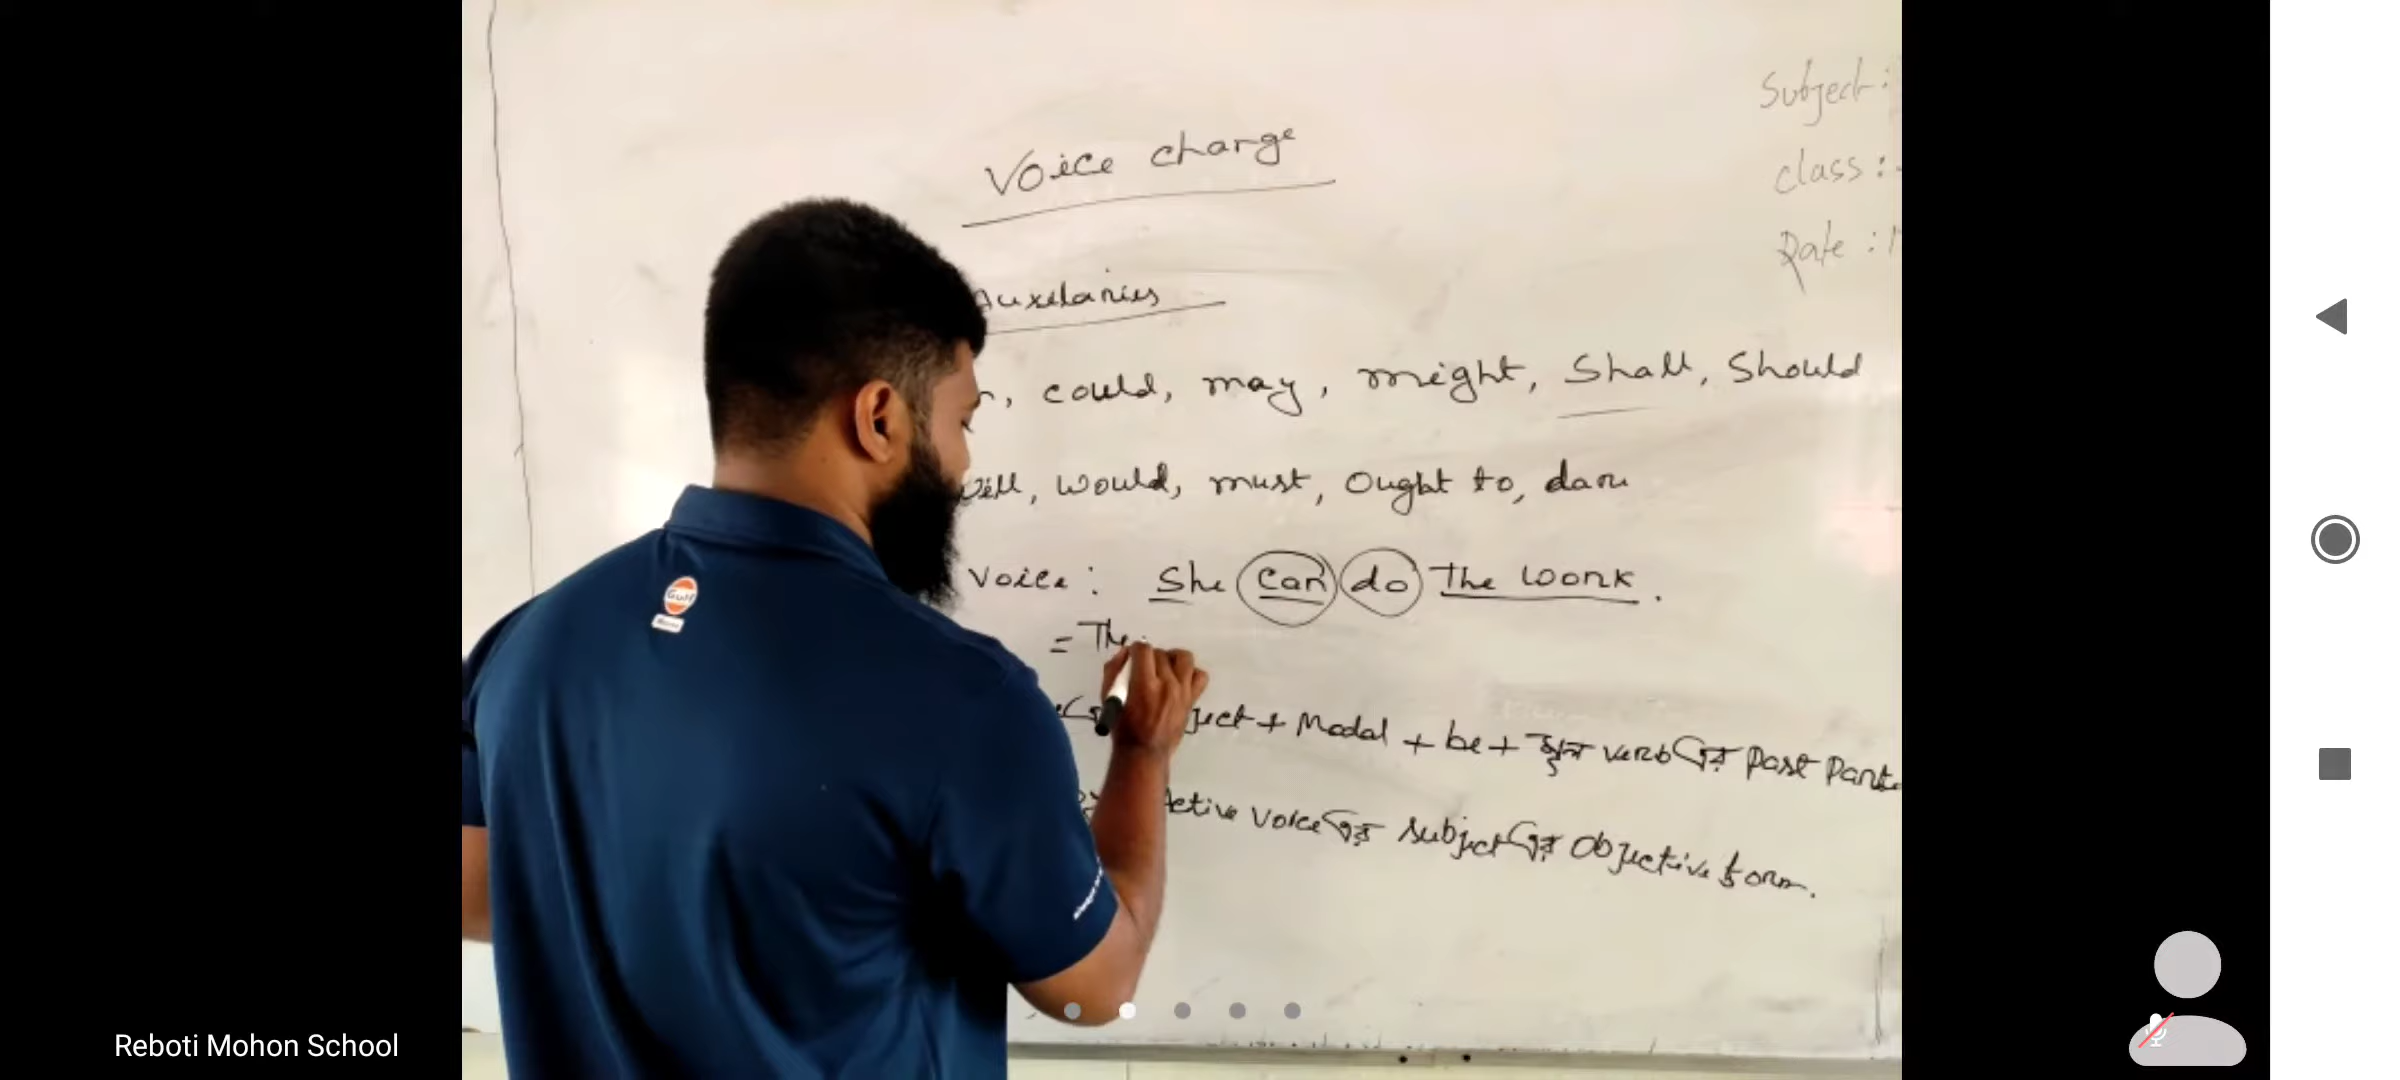 Subject:
class:
Date:
Voice change
Auxelaries
could, may, might, Shall, Should
will, would, must, Ought to, dare
Voice: She can do The work.
= The
+ Modal + be + মূল verb এর Past
Active Voice এর subject এর Objective form.
Gulf
Reboti Mohon School